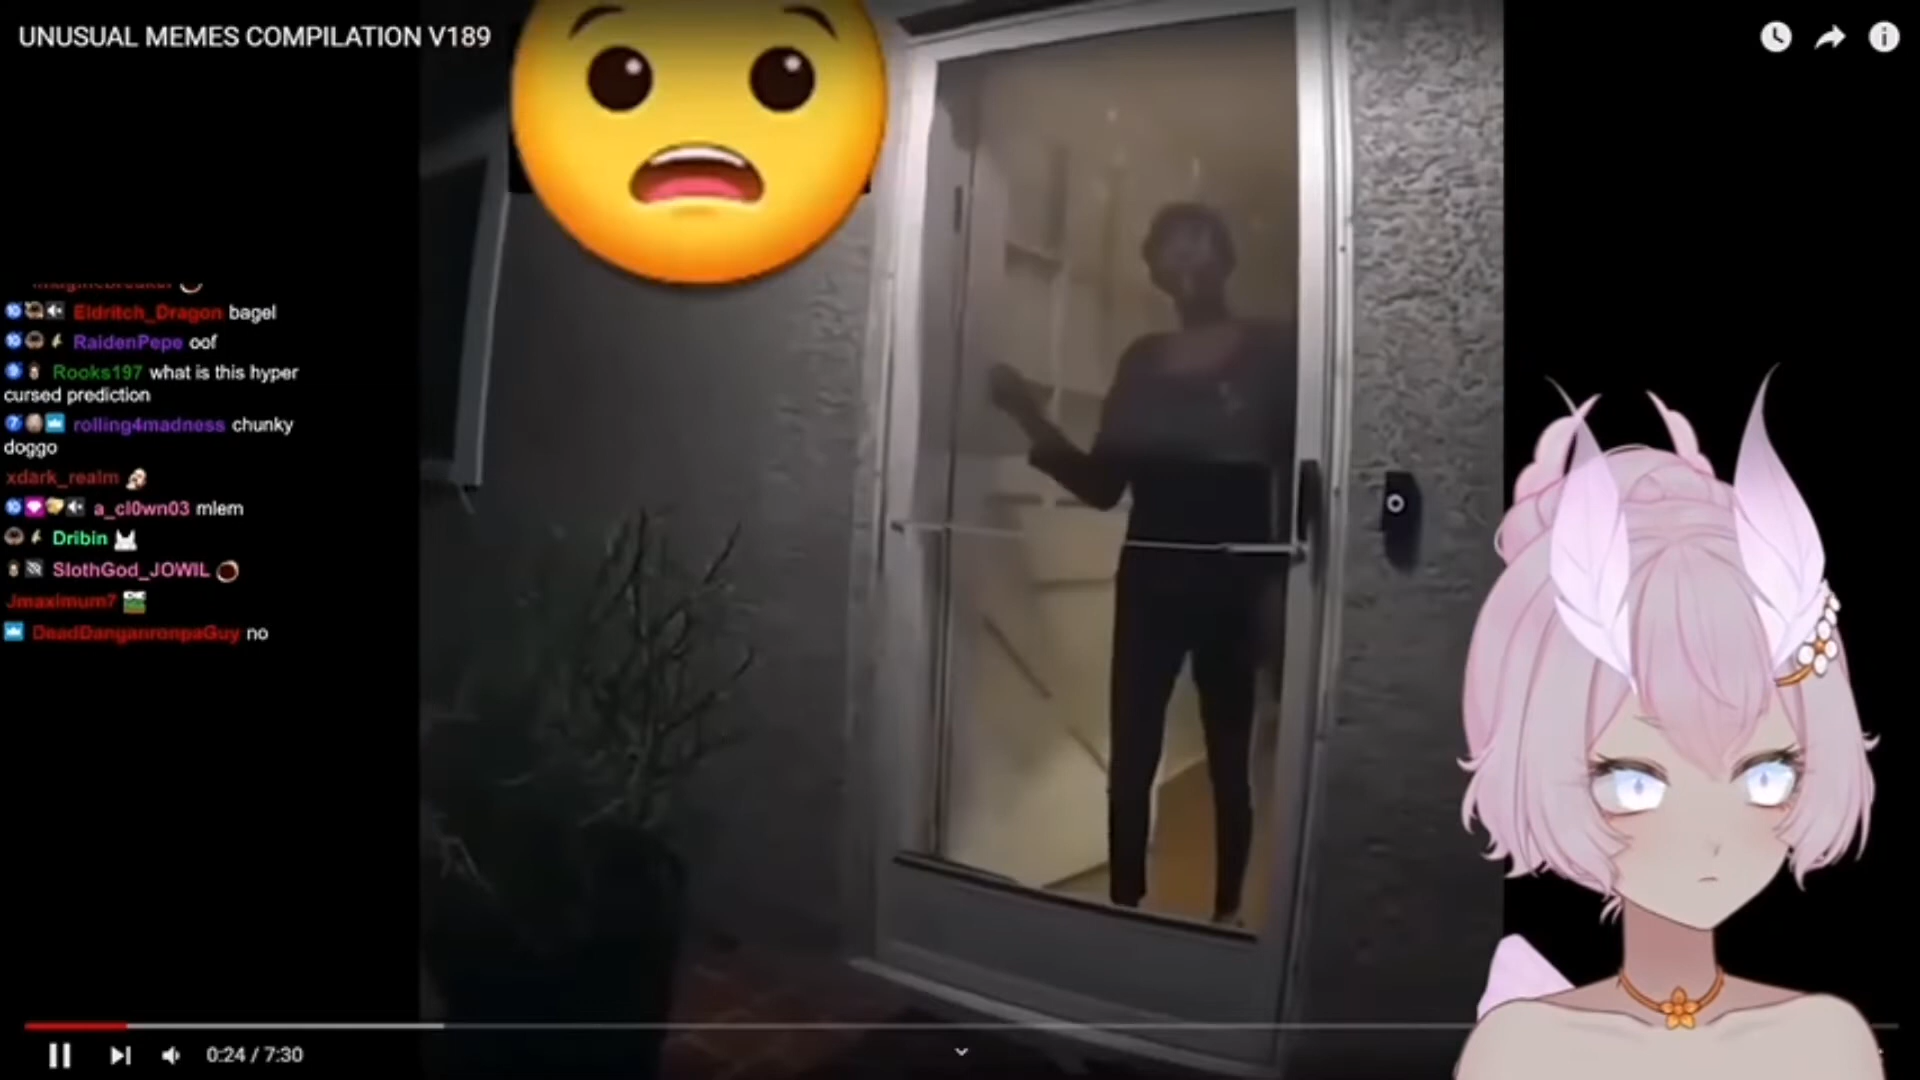 UNUSUAL MEMES COMPILATION V189
Eldritch_Dragon bagel
RaidenPepe oof
Rooks197 what is this hyper
cursed prediction
rolling4madness chunky
doggo
xdark_realm
a_cl0wn03 mlem
Dribin
SlothGod_JOWIL
Jmaximum7
DeadDanganronpaGuy no
0:24 / 7:30